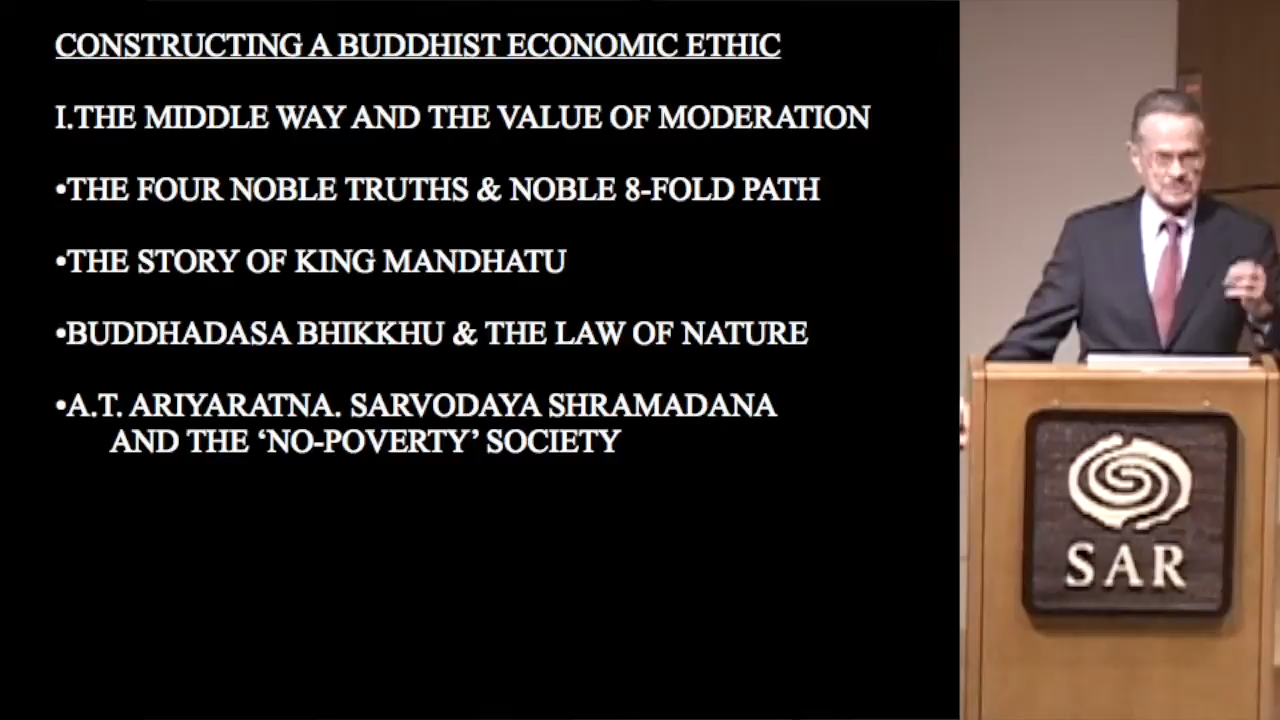 CONSTRUCTING A BUDDHIST ECONOMIC ETHIC
I.THE MIDDLE WAY AND THE VALUE OF MODERATION
•THE FOUR NOBLE TRUTHS & NOBLE 8-FOLD PATH
•THE STORY OF KING MANDHATU
•BUDDHADASA BHIKKHU & THE LAW OF NATURE
•A.T. ARIYARATNA. SARVODAYA SHRAMADANA
AND THE ‘NO-POVERTY’ SOCIETY
SAR